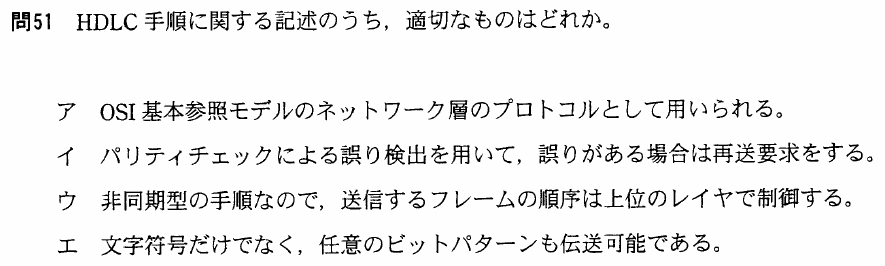 問51 HDLC 手順に関する記述のうち，適切なものはどれか。
ア OSI 基本参照モデルのネットワーク層のプロトコルとして用いられる。
イ パリティチェックによる誤り検出を用いて，誤りがある場合は再送要求をする。
ウ 非同期型の手順なので，送信するフレームの順序は上位のレイヤで制御する。
エ 文字符号だけでなく，任意のビットパターンも伝送可能である。